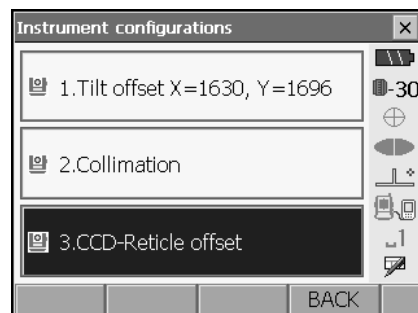 Instrument configurations
1.Tilt offset X=1630, Y=1696
-30
2.Collimation
3.CCD-Reticle offset
1
BACK